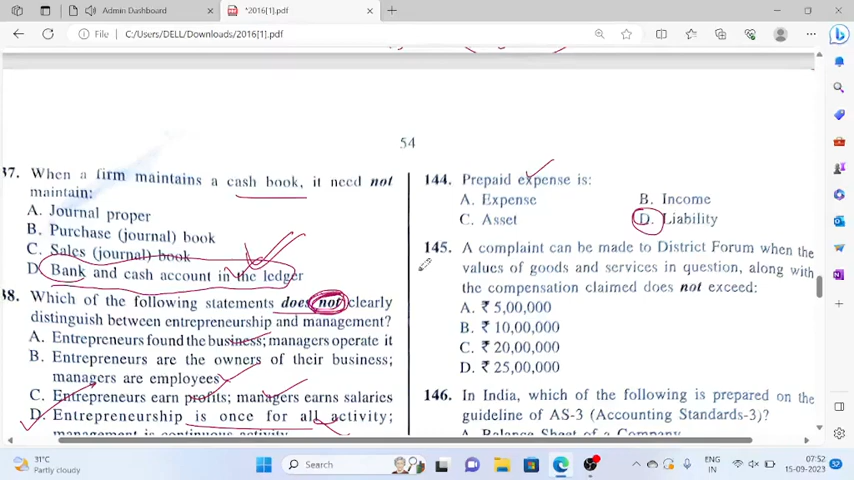 Admin Dashboard
*2016[1].pdf
File
C:/Users/DELL/Downloads/2016[1].pdf
54
37. When a firm maintains a cash book, it need not
maintain:
A. Journal proper
B. Purchase (journal) book
C. Sales (journal) book
D. Bank and cash account in the ledger
38. Which of the following statements does not clearly
distinguish between entrepreneurship and management?
A. Entrepreneurs found the business; managers operate it
B. Entrepreneurs are the owners of their business;
managers are employees
C. Entrepreneurs earn profits; managers earns salaries
D. Entrepreneurship is once for all activity;
management is continuous activity
144. Prepaid expense is:
A. Expense B. Income
C. Asset D. Liability
145. A complaint can be made to District Forum when the
values of goods and services in question, along with
the compensation claimed does not exceed:
A. ₹ 5,00,000
B. ₹ 10,00,000
C. ₹ 20,00,000
D. ₹ 25,00,000
146. In India, which of the following is prepared on the
guideline of AS-3 (Accounting Standards-3)?
A. Balance Sheet of a Company
31°C
Partly cloudy
Search
ENG
IN
07:52
15-09-2023